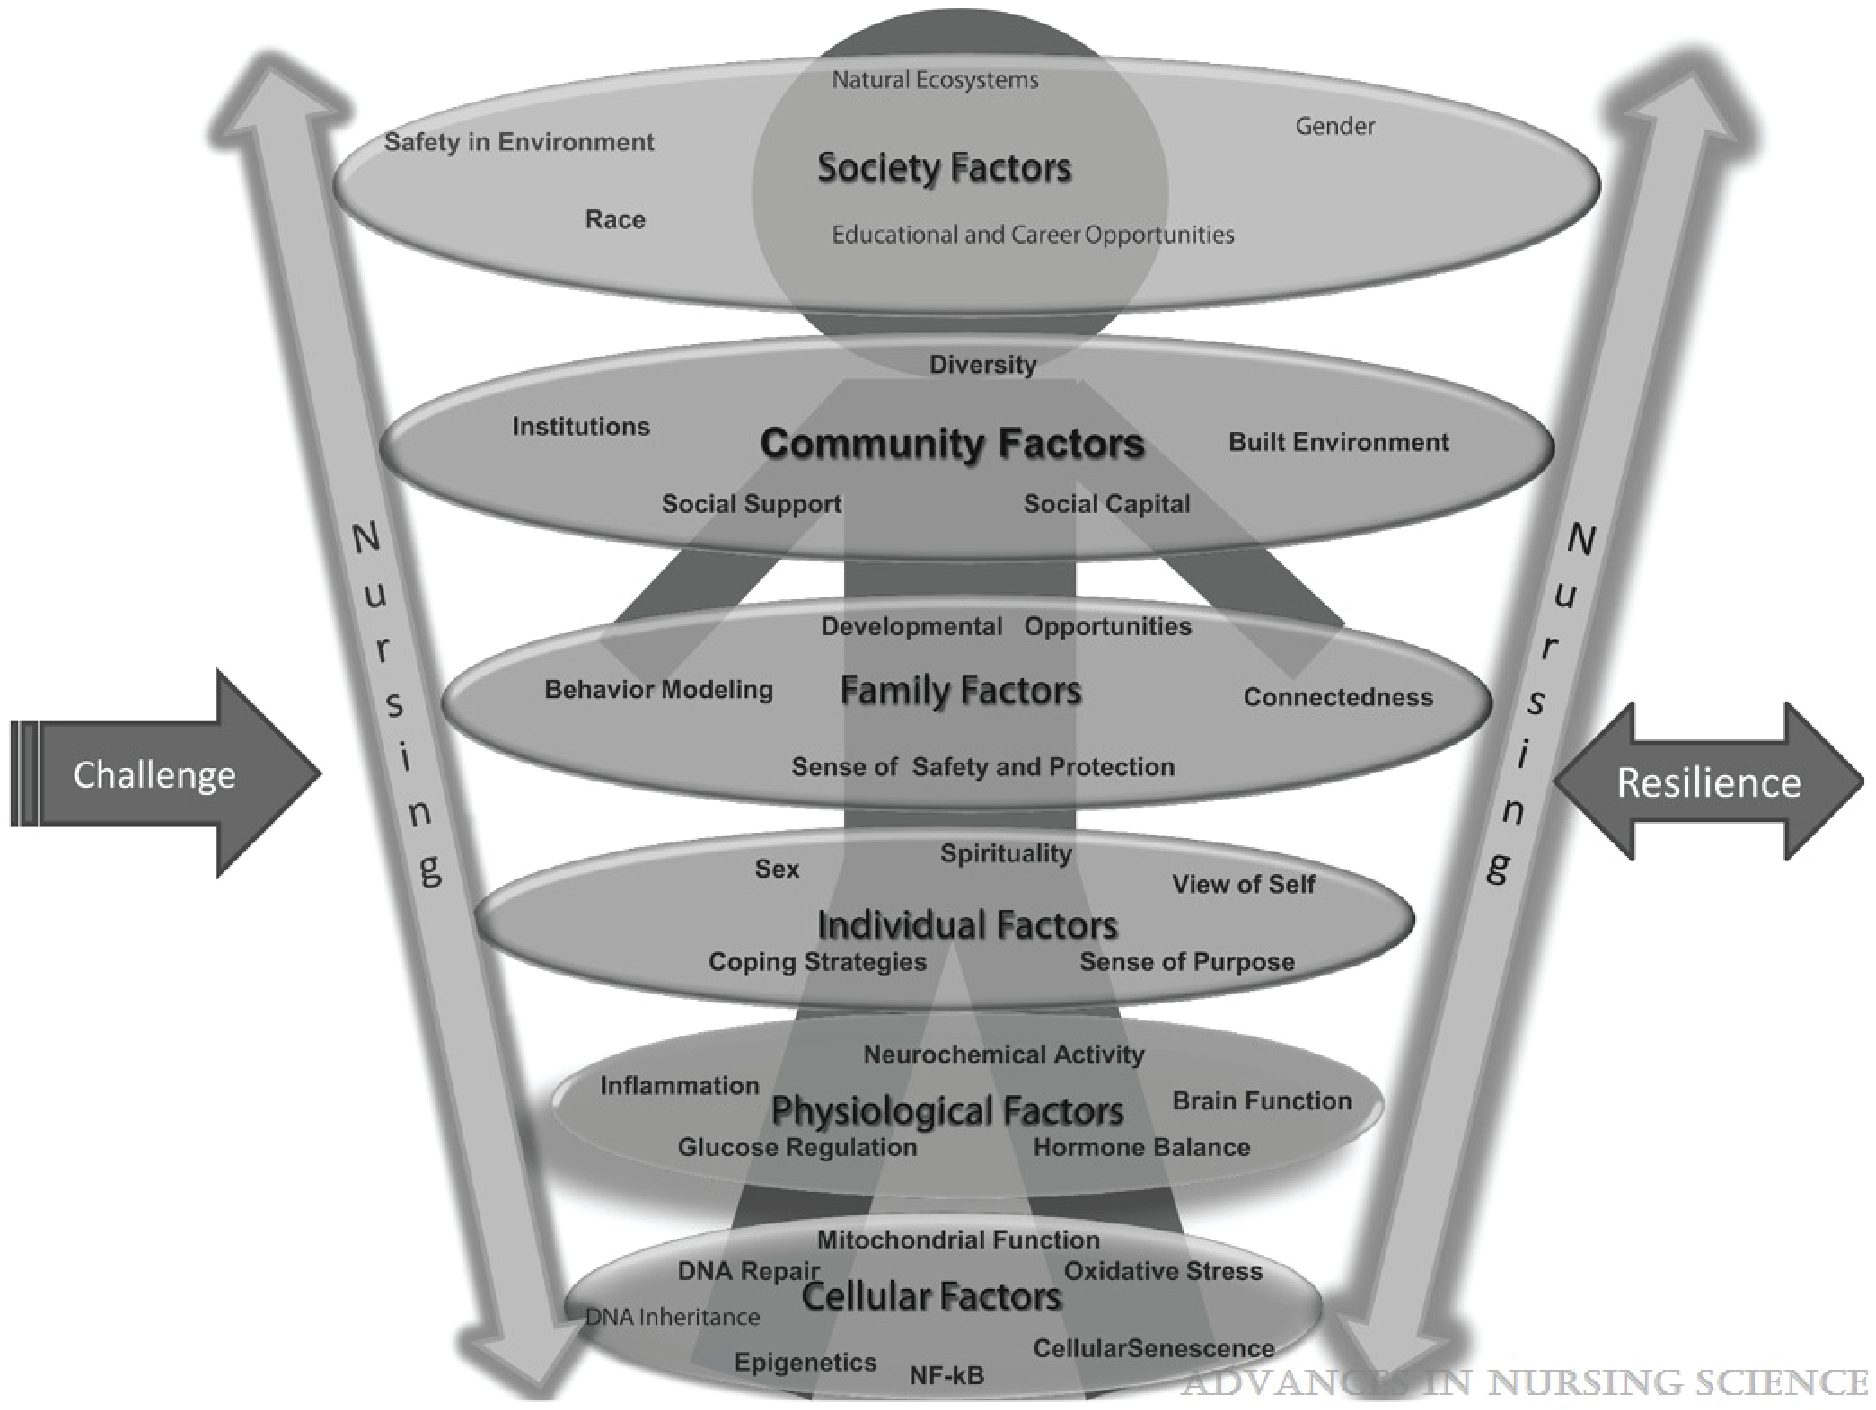 Natural Ecosystems
Gender
Safety in Environment
Society Factors
Race
Educational and Career Opportunities
Diversity
Institutions
Community Factors
Built Environment
Social Support
Social Capital
Nursing
Nursing
Developmental Opportunities
Behavior Modeling
Family Factors
Connectedness
Sense of Safety and Protection
Challenge
Resilience
Spirituality
Sex
View of Self
Individual Factors
Coping Strategies
Sense of Purpose
Neurochemical Activity
Inflammation
Physiological Factors
Brain Function
Glucose Regulation
Hormone Balance
Mitochondrial Function
DNA Repair
Oxidative Stress
Cellular Factors
DNA Inheritance
CellularSenescence
Epigenetics
NF-kB
ADVANCES IN NURSING SCIENCE